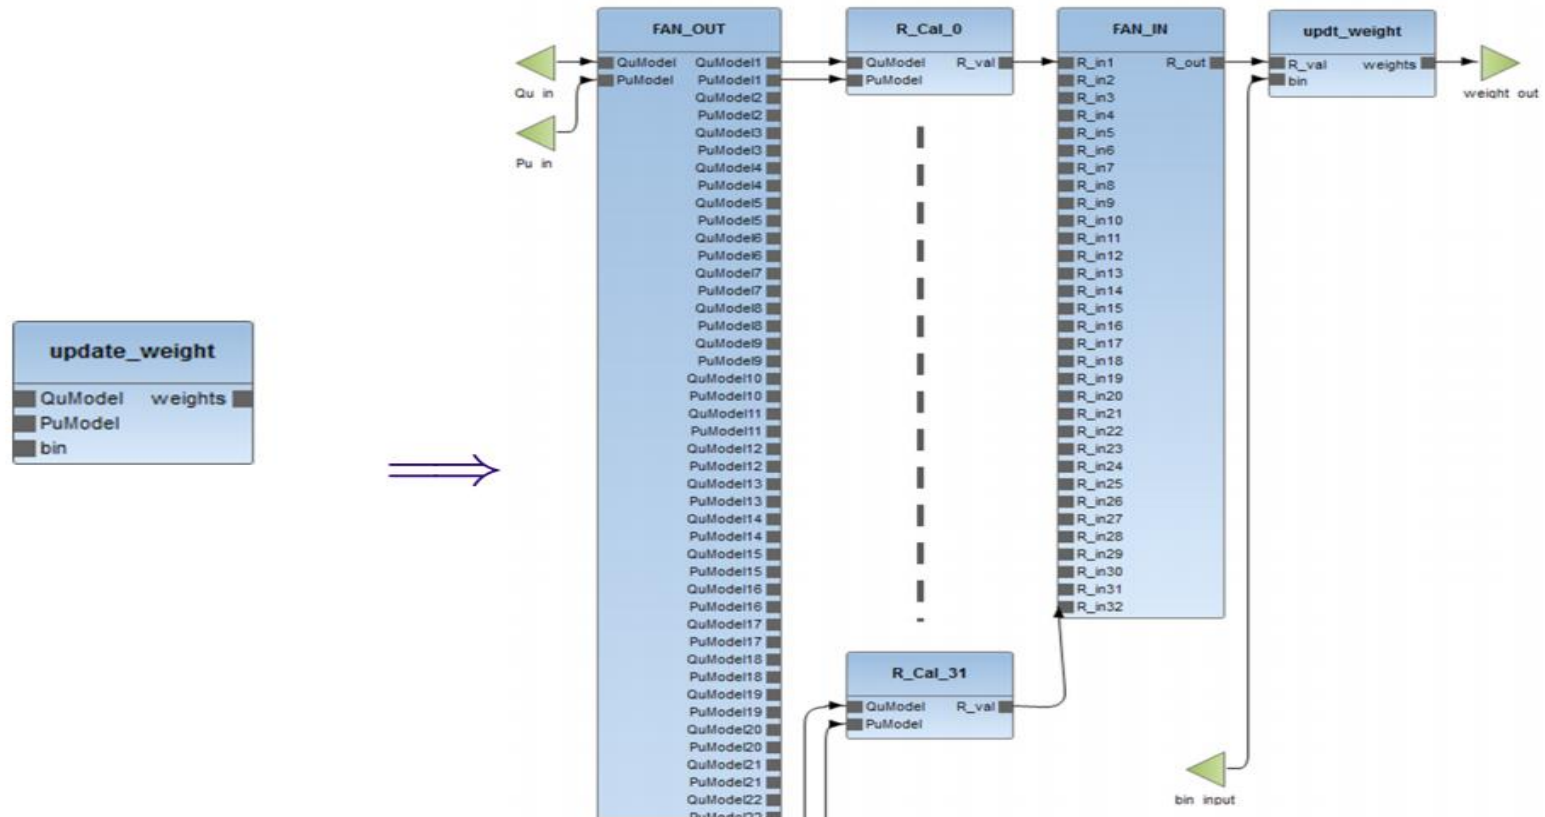 update_weight
QuModel weights
PuModel
bin
Qu in
Pu in
FAN_OUT
QuModel QuModel1
PuModel PuModel1
QuModel2
PuModel2
QuModel3
PuModel3
QuModel4
PuModel4
QuModel5
PuModel5
QuModel6
PuModel6
QuModel7
PuModel7
QuModel8
PuModel8
QuModel9
PuModel9
QuModel10
PuModel10
QuModel11
PuModel11
QuModel12
PuModel12
QuModel13
PuModel13
QuModel14
PuModel14
QuModel15
PuModel15
QuModel16
PuModel16
QuModel17
PuModel17
QuModel18
PuModel18
QuModel19
PuModel19
QuModel20
PuModel20
QuModel21
PuModel21
QuModel22
R_Cal_0
QuModel R_val
PuModel
R_Cal_31
QuModel R_val
PuModel
FAN_IN
R_in1 R_out
R_in2
R_in3
R_in4
R_in5
R_in6
R_in7
R_in8
R_in9
R_in10
R_in11
R_in12
R_in13
R_in14
R_in15
R_in16
R_in17
R_in18
R_in19
R_in20
R_in21
R_in22
R_in23
R_in24
R_in25
R_in26
R_in27
R_in28
R_in29
R_in30
R_in31
R_in32
updt_weight
R_val weights
bin
weight out
bin input